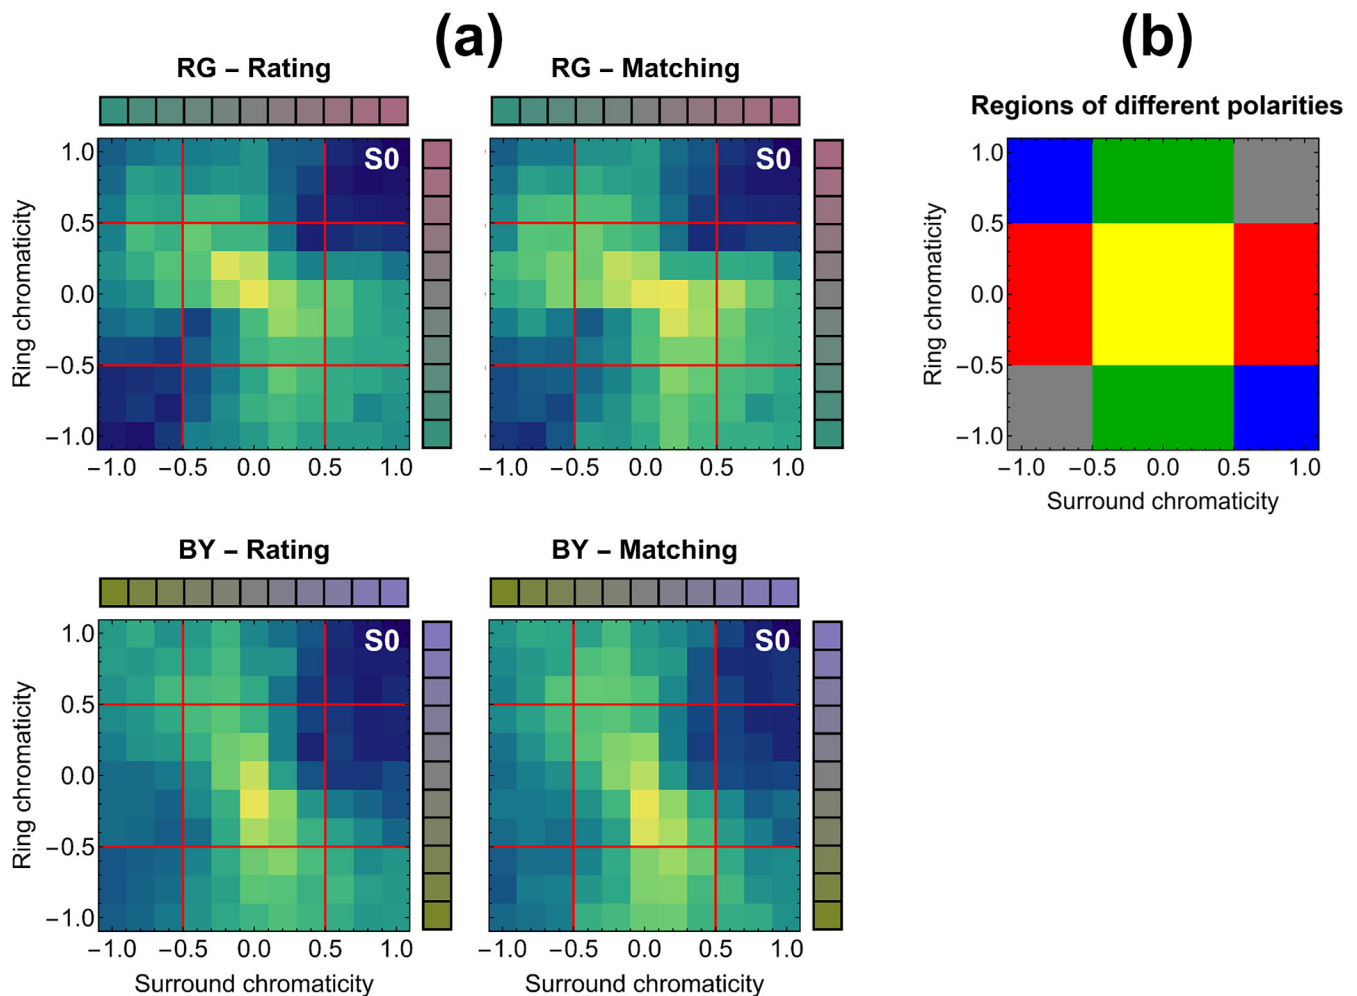 (a)
(b)
RG – Rating
RG – Matching
Regions of different polarities
S0
S0
Ring chromaticity
1.0
0.5
0.0
−0.5
−1.0
−1.0 −0.5 0.0 0.5 1.0
−1.0 −0.5 0.0 0.5 1.0
Ring chromaticity
1.0
0.5
0.0
−0.5
−1.0
−1.0 −0.5 0.0 0.5 1.0
Surround chromaticity
BY – Rating
BY – Matching
S0
S0
Ring chromaticity
1.0
0.5
0.0
−0.5
−1.0
−1.0 −0.5 0.0 0.5 1.0
−1.0 −0.5 0.0 0.5 1.0
Surround chromaticity
Surround chromaticity